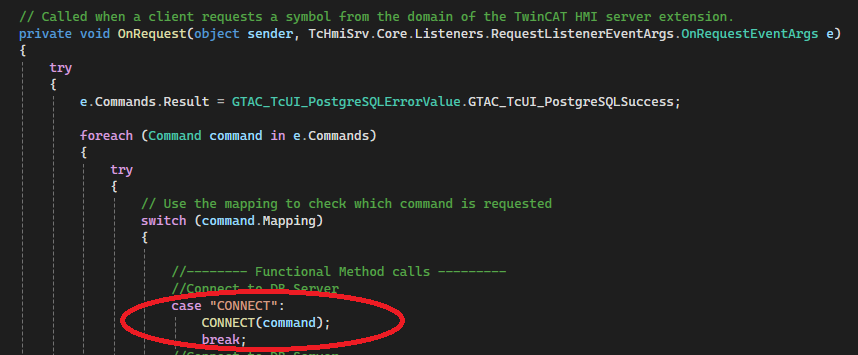 // Called when a client requests a symbol from the domain of the TwinCAT HMI server extension.
private void OnRequest(object sender, TcHmiSrv.Core.Listeners.RequestListenerEventArgs.OnRequestEventArgs e)
{
try
{
e.Commands.Result = GTAC_TcUI_PostgreSQLErrorValue.GTAC_TcUI_PostgreSQLSuccess;
foreach (Command command in e.Commands)
{
try
{
// Use the mapping to check which command is requested
switch (command.Mapping)
{
//-------- Functional Method calls ---------
//Connect to DB Server
case "CONNECT":
CONNECT(command);
break;
//Connect to DB Server